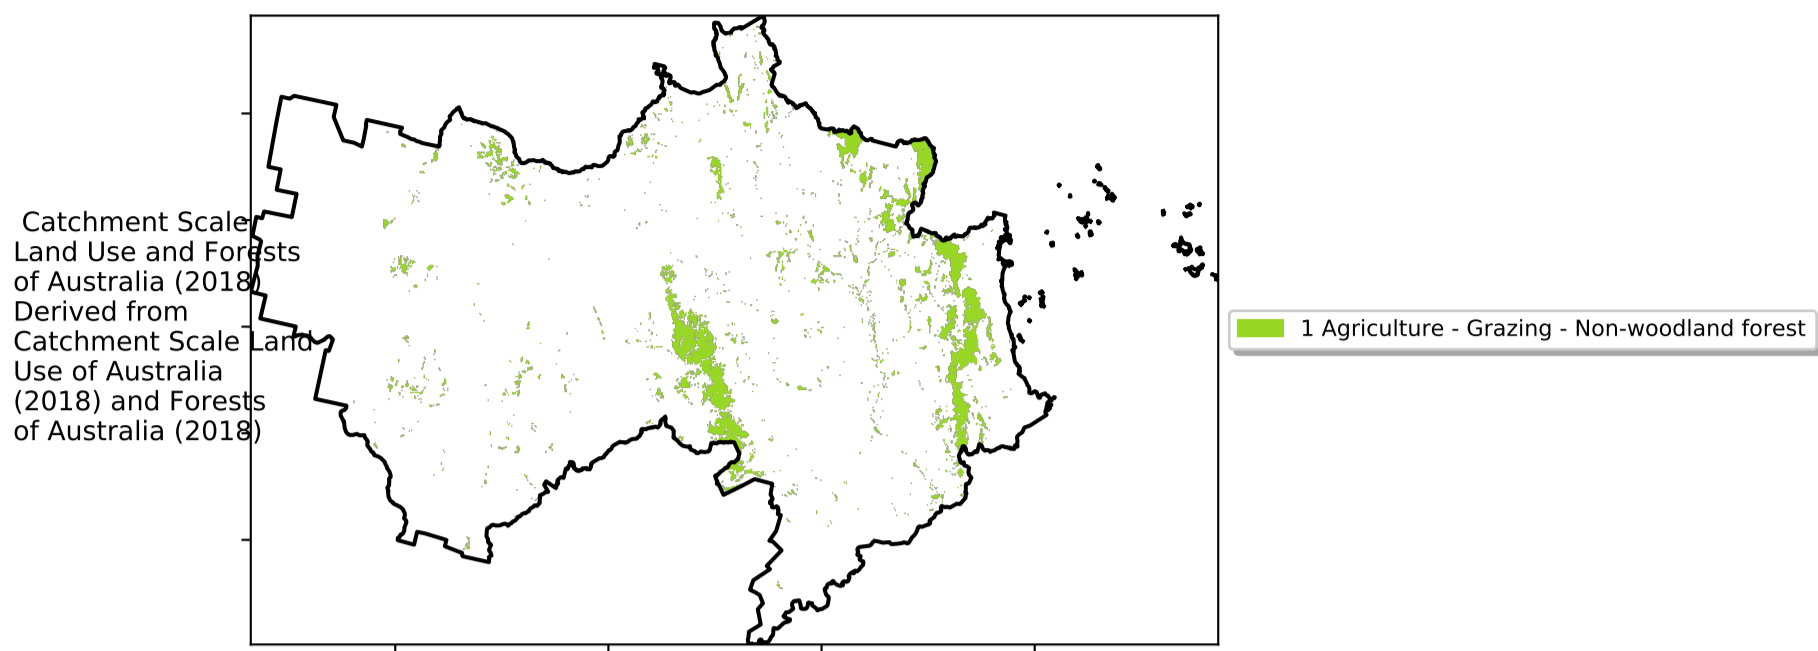 Catchment Scale
Land Use and Forests
of Australia (2018)
Derived from
Catchment Scale Land
Use of Australia
(2018) and Forests
of Australia (2018)
1 Agriculture - Grazing - Non-woodland forest